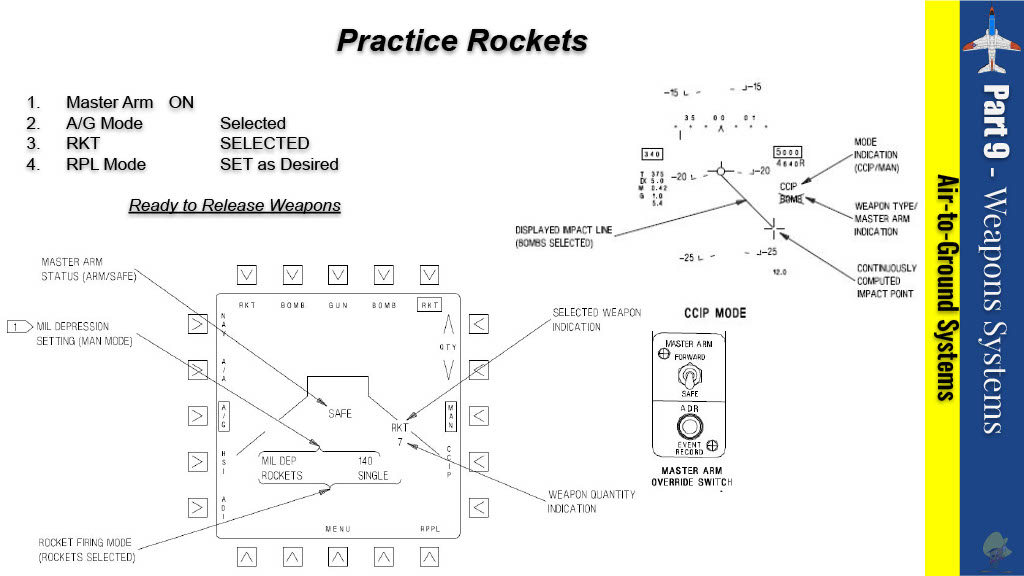 Practice Rockets
1. Master Arm ON
2. A/G Mode Selected
3. RKT SELECTED
4. RPL Mode SET as Desired
Ready to Release Weapons
MASTER ARM
STATUS (ARM/SAFE)
1
MIL DEPRESSION
SETTING (MAN MODE)
ROCKET FIRING MODE
(ROCKETS SELECTED)
RKT BOMB GUN BOMB RKT
NAV
A/A
A/G
HSI
ADI
QTY
MAN
CCIP
SAFE
RKT
7
MIL DEP 140
ROCKETS SINGLE
MENU RPPL
SELECTED WEAPON
INDICATION
WEAPON QUANTITY
INDICATION
-15 -15
35 00 01
340 5000
4640R
T 375
M 0.42
G 1.0
5.4
-20 -20
CCIP
BOMB
-25 -25
12.0
MODE
INDICATION
(CCIP/MAN)
WEAPON TYPE/
MASTER ARM
INDICATION
CONTINUOUSLY
COMPUTED
IMPACT POINT
DISPLAYED IMPACT LINE
(BOMBS SELECTED)
CCIP MODE
MASTER ARM
FORWARD
SAFE
ADR
EVENT
RECORD
MASTER ARM
OVERRIDE SWITCH
Part 9 - Weapons Systems
Air-to-Ground Systems